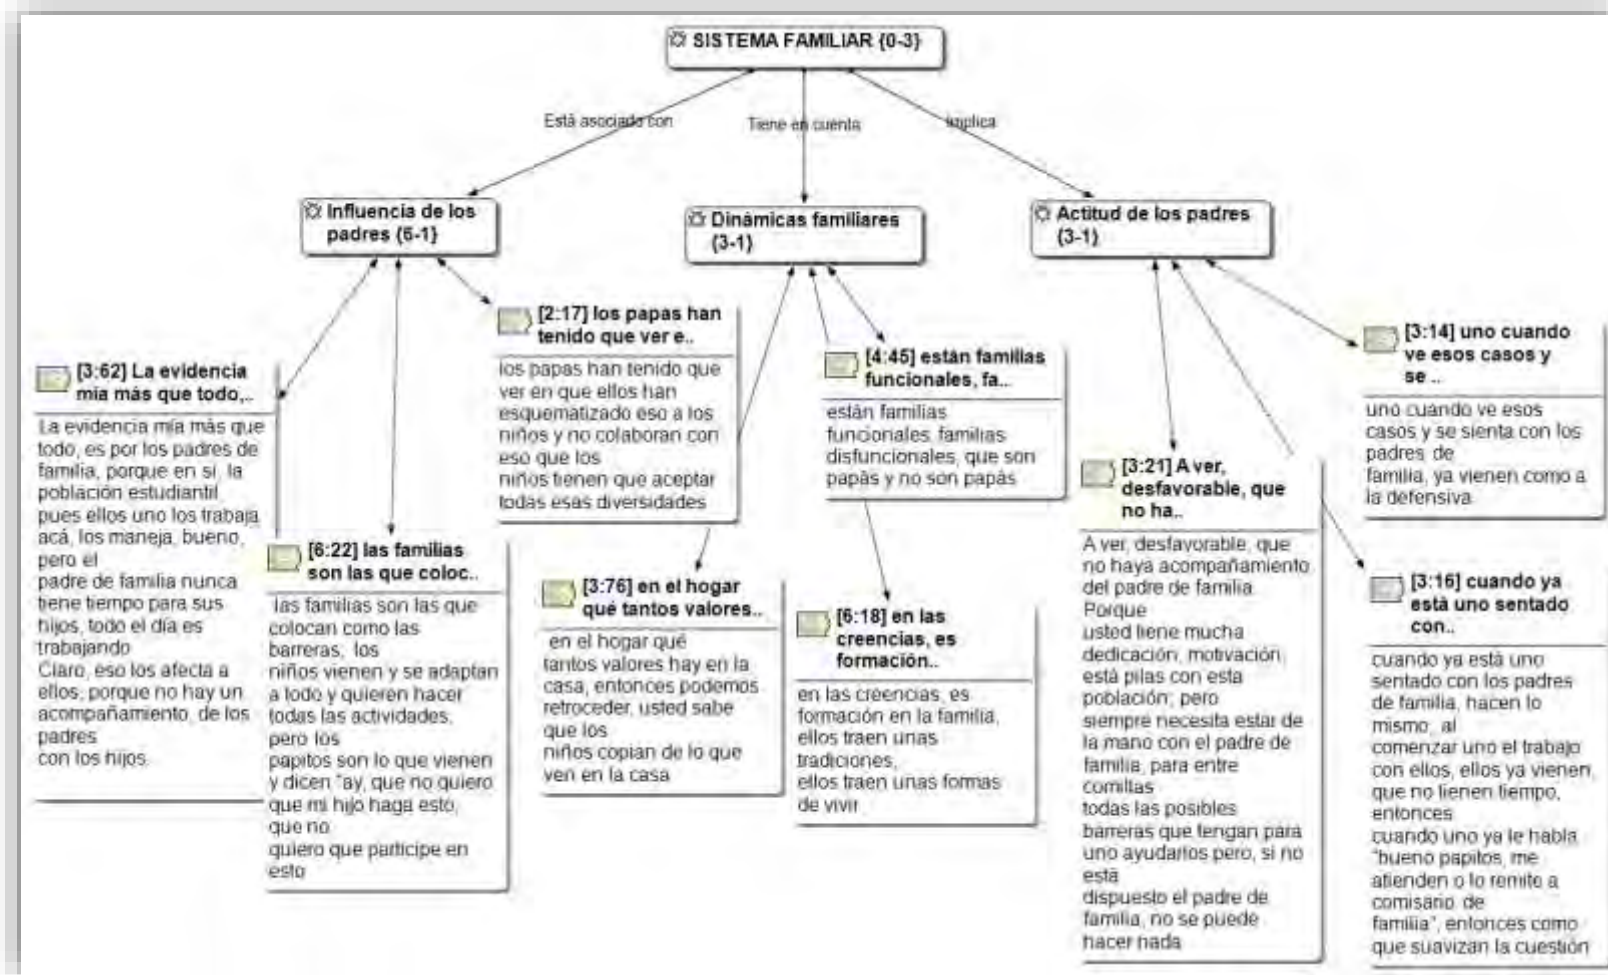 SISTEMA FAMILIAR {0-3}
Está asociado con
Tiene en cuenta
Implica
Influencia de los
padres {6-1}
Dinámicas familiares
{3-1}
Actitud de los padres
{3-1}
[3:62] La evidencia
mía más que todo,..
La evidencia mía más que
todo, es por los padres de
familia, porque en sí, la
población estudiantil
pues ellos uno los trabaja
acá, los maneja, bueno,
pero el
padre de familia nunca
tiene tiempo para sus
hijos, todo el día es
trabajando
Claro, eso los afecta a
ellos, porque no hay un
acompañamiento, de los
padres
con los hijos.
[6:22] las familias
son las que coloc..
las familias son las que
colocan como las
barreras, los
niños vienen y se adaptan
a todo y quieren hacer
todas las actividades,
pero los
papitos son lo que vienen
y dicen "ay, que no quiero
que mi hijo haga esto,
que no
quiero que participe en
esto
[2:17] los papas han
tenido que ver e..
los papas han tenido que
ver en que ellos han
esquematizado eso a los
niños y no colaboran con
eso que los
niños tienen que aceptar
todas esas diversidades
[3:76] en el hogar
qué tantos valores..
en el hogar qué
tantos valores hay en la
casa, entonces podemos
retroceder, usted sabe
que los
niños copian de lo que
ven en la casa
[4:45] están familias
funcionales, fa..
están familias
funcionales, familias
disfuncionales, que son
papás y no son papás
[6:18] en las
creencias, es
formación..
en las creencias, es
formación en la familia,
ellos traen unas
tradiciones,
ellos traen unas formas
de vivir
[3:21] A ver,
desfavorable, que
no ha..
A ver, desfavorable, que
no haya acompañamiento
del padre de familia.
Porque
usted tiene mucha
dedicación, motivación,
está pilas con esta
población; pero
siempre necesita estar de
la mano con el padre de
familia, para entre
comillas
todas las posibles
barreras que tengan para
uno ayudarlos pero, si no
está
dispuesto el padre de
familia, no se puede
hacer nada
[3:14] uno cuando
ve esos casos y
se ..
uno cuando ve esos
casos y se sienta con los
padres de
familia, ya vienen como a
la defensiva
[3:16] cuando ya
está uno sentado
con..
cuando ya está uno
sentado con los padres
de familia, hacen lo
mismo, al
comenzar uno el trabajo
con ellos, ellos ya vienen
que no tienen tiempo,
entonces
cuando uno ya le habla
"bueno papitos, me
atienden o lo remito a
comisario de
familia", entonces como
que suavizan la cuestión